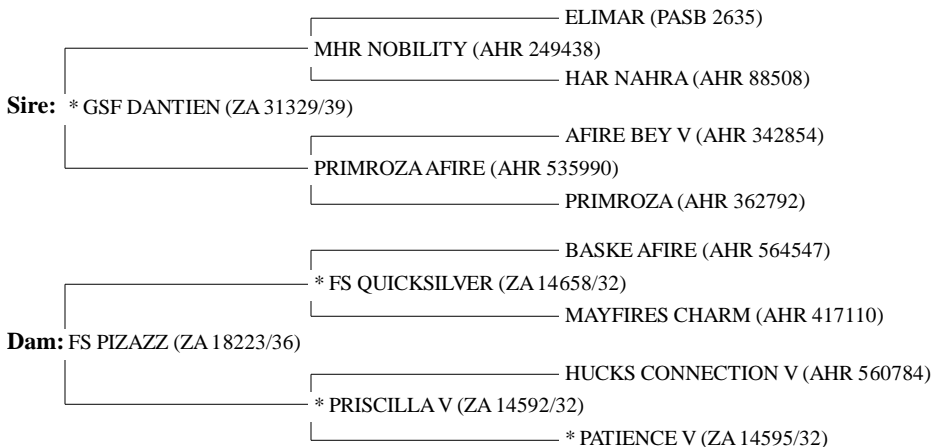 ELIMAR (PASB 2635)
MHR NOBILITY (AHR 249438)
HAR NAHRA (AHR 88508)
Sire: * GSF DANTIEN (ZA 31329/39)
AFIRE BEY V (AHR 342854)
PRIMROZA AFIRE (AHR 535990)
PRIMROZA (AHR 362792)
BASKE AFIRE (AHR 564547)
* FS QUICKSILVER (ZA 14658/32)
MAYFIRES CHARM (AHR 417110)
Dam: FS PIZAZZ (ZA 18223/36)
HUCKS CONNECTION V (AHR 560784)
* PRISCILLA V (ZA 14592/32)
* PATIENCE V (ZA 14595/32)